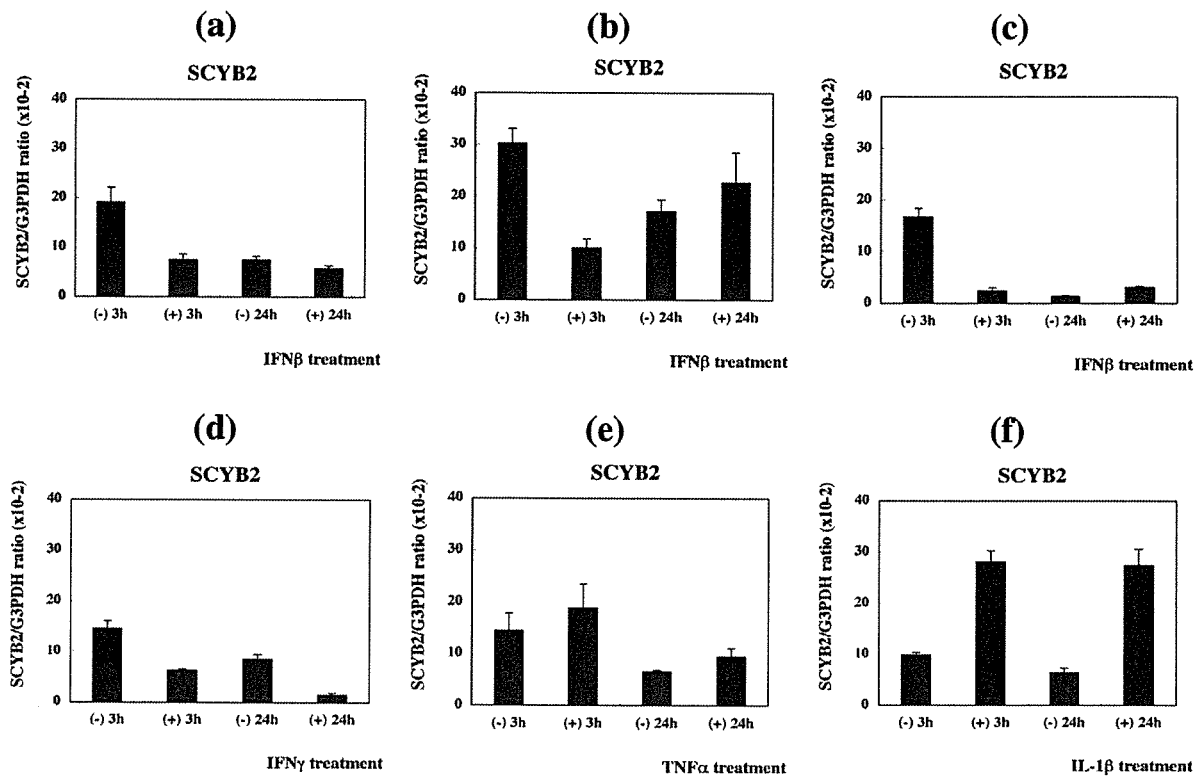 (a)
SCYB2
SCYB2/G3PDH ratio (x10-2)
40
30
20
10
0
(-) 3h (+) 3h (-) 24h (+) 24h
IFNβ treatment
(b)
SCYB2
SCYB2/G3PDH ratio (x10-2)
40
30
20
10
0
(-) 3h (+) 3h (-) 24h (+) 24h
IFNβ treatment
(c)
SCYB2
SCYB2/G3PDH ratio (x10-2)
40
30
20
10
0
(-) 3h (+) 3h (-) 24h (+) 24h
IFNβ treatment
(d)
SCYB2
SCYB2/G3PDH ratio (x10-2)
40
30
20
10
0
(-) 3h (+) 3h (-) 24h (+) 24h
IFNγ treatment
(e)
SCYB2
SCYB2/G3PDH ratio (x10-2)
40
30
20
10
0
(-) 3h (+) 3h (-) 24h (+) 24h
TNFα treatment
(f)
SCYB2
SCYB2/G3PDH ratio (x10-2)
40
30
20
10
0
(-) 3h (+) 3h (-) 24h (+) 24h
IL-1β treatment